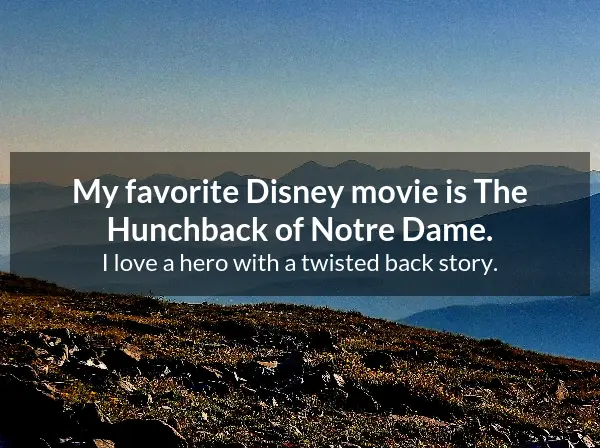 My favorite Disney movie is The
Hunchback of Notre Dame.
I love a hero with a twisted back story.